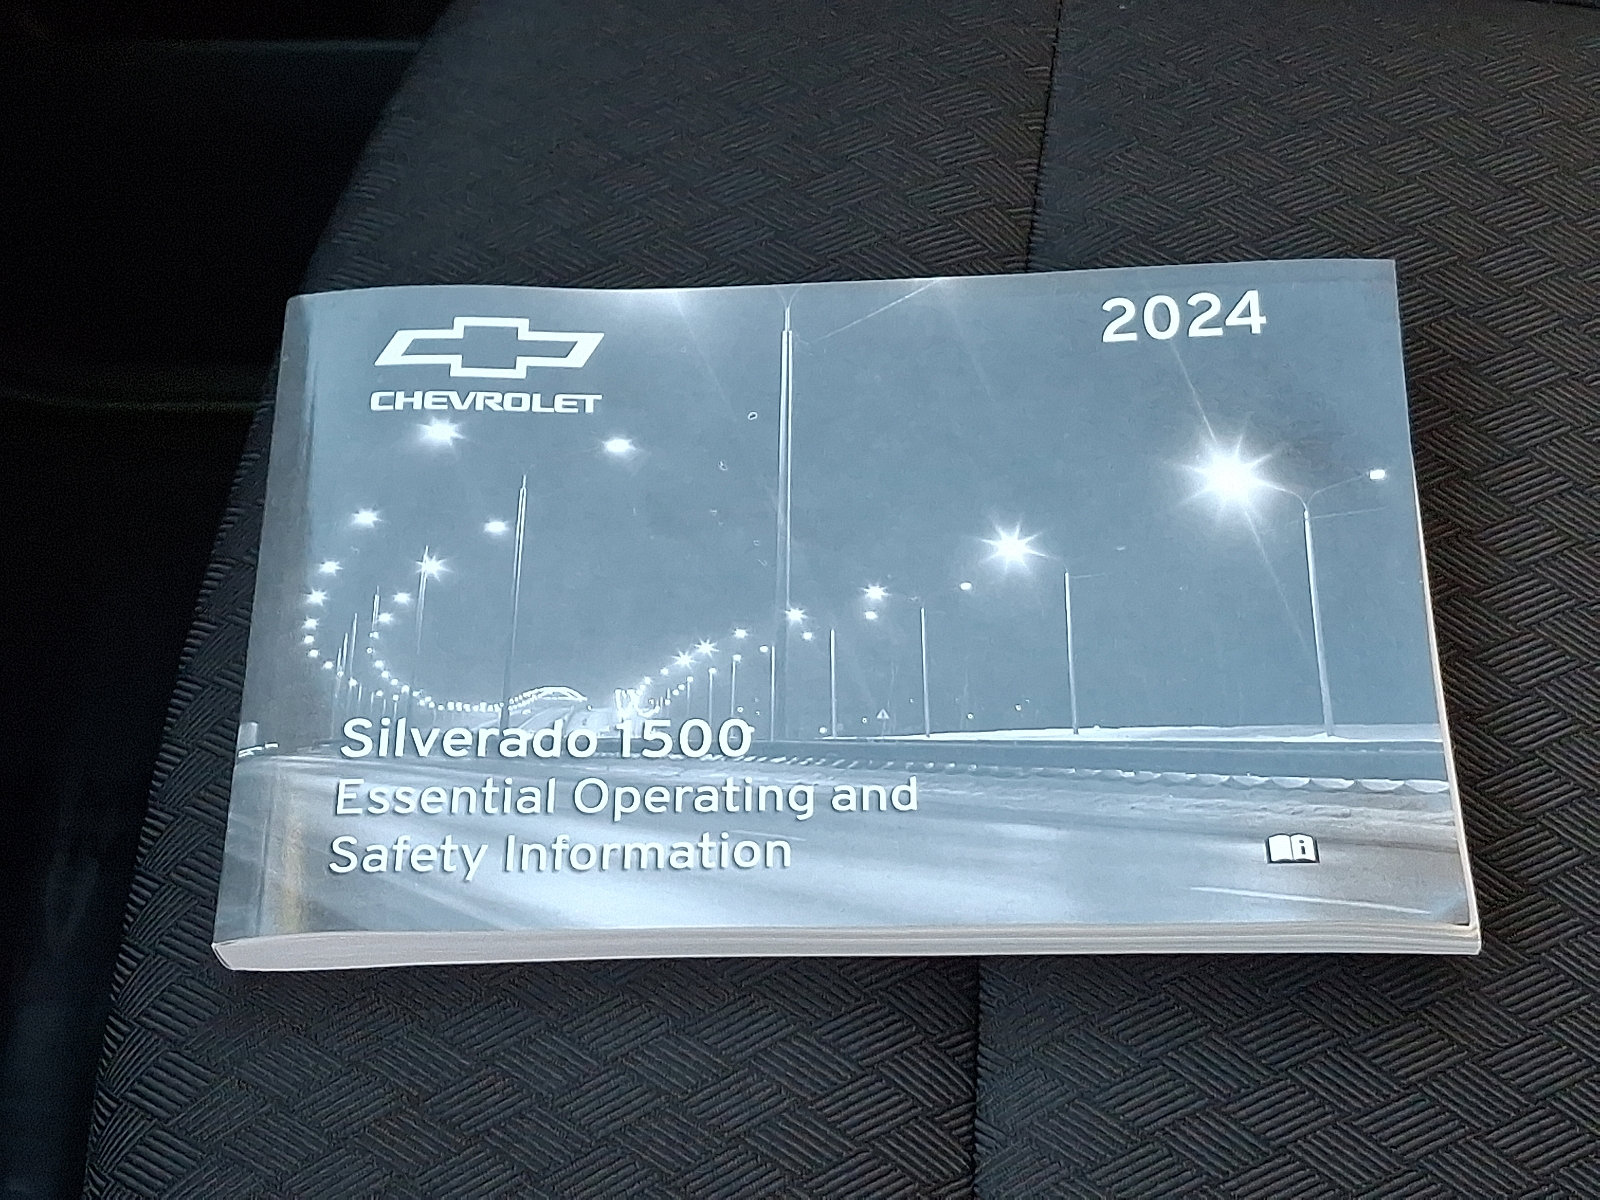 CHEVROLET
2024
Silverado 1500
Essential Operating and
Safety Information